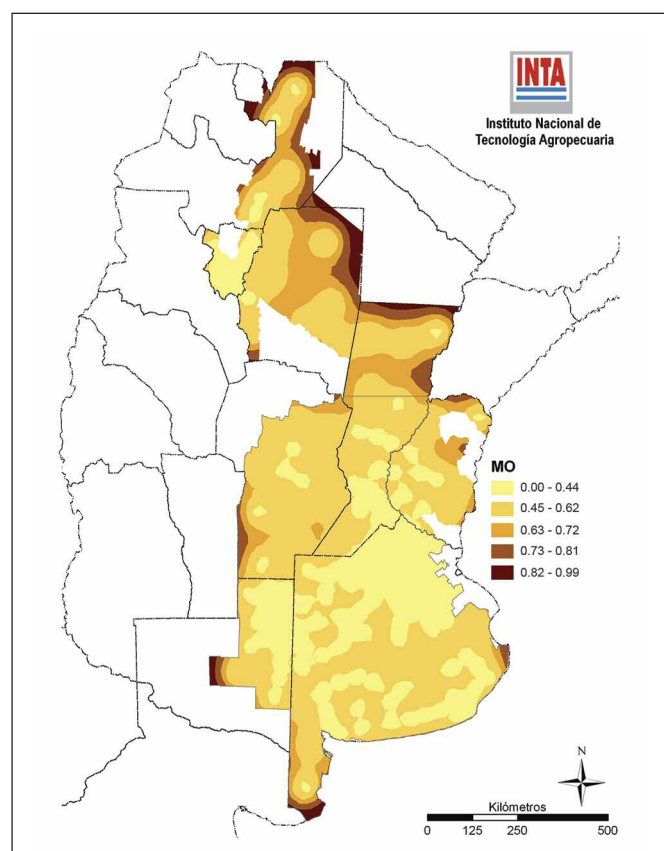 INTA
Instituto Nacional de
Tecnología Agropecuaria
MO
0.00 - 0.44
0.45 - 0.62
0.63 - 0.72
0.73 - 0.81
0.82 - 0.99
N
Kilómetros
0 125 250 500